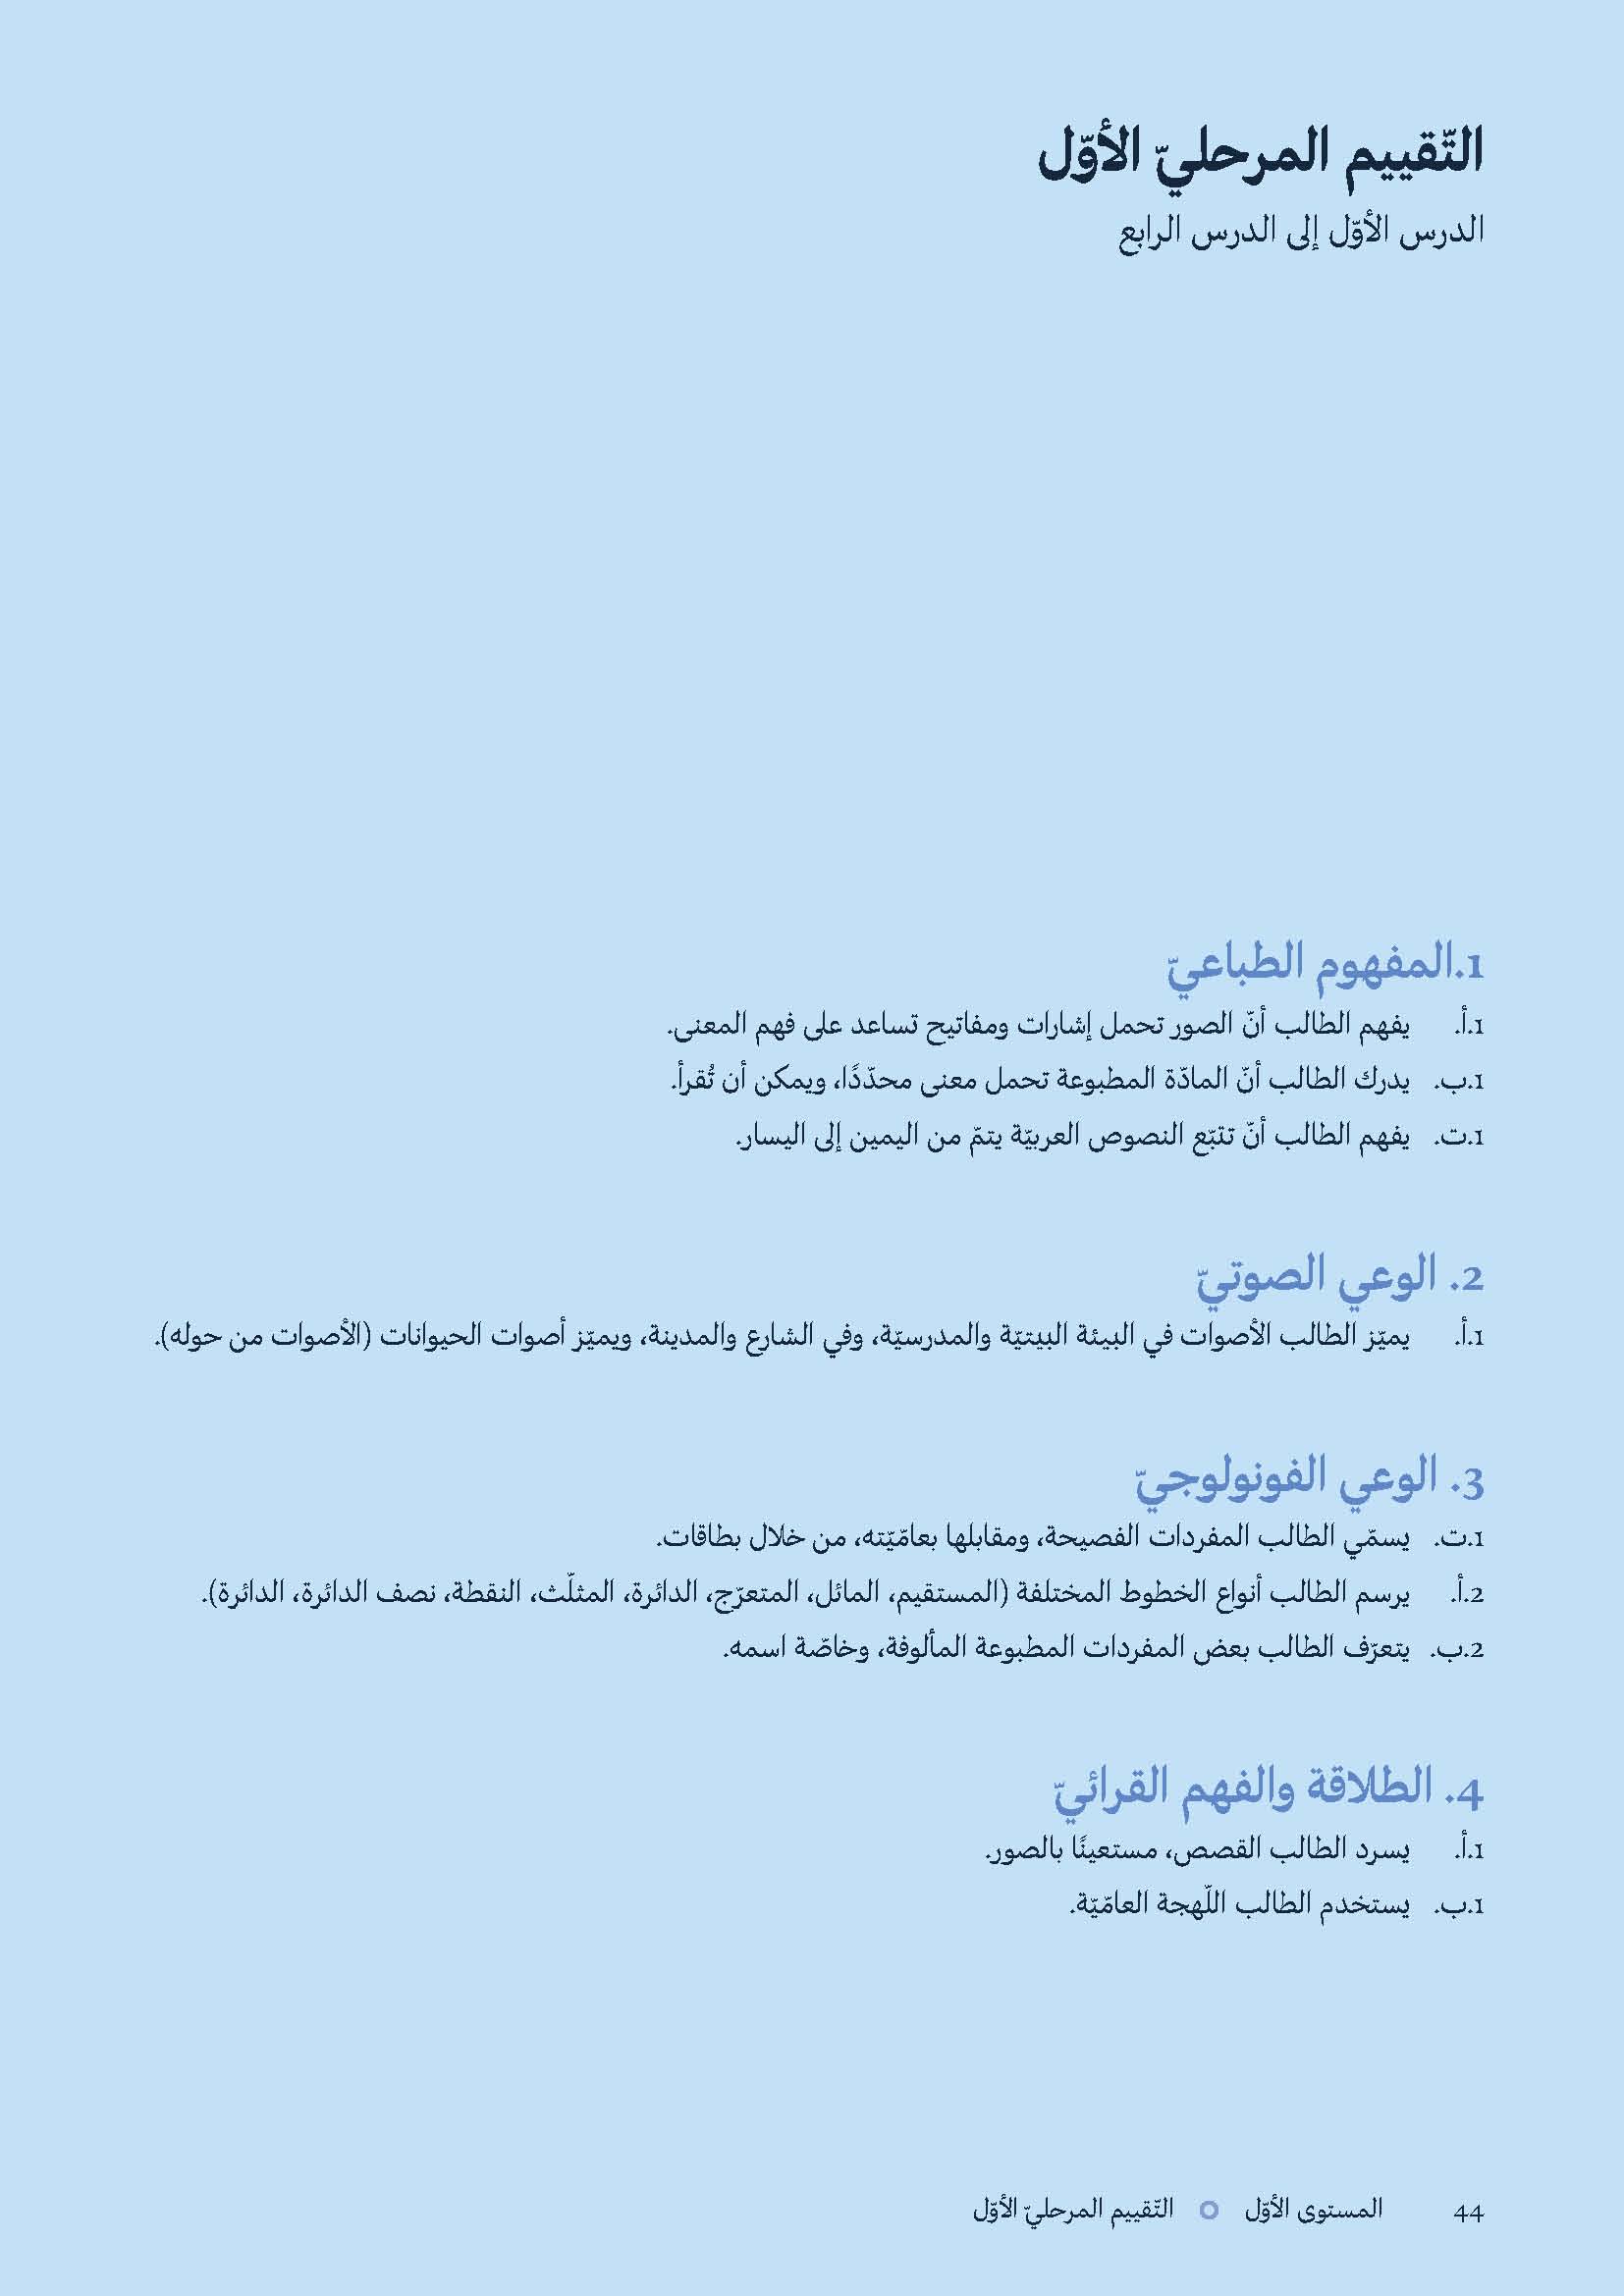 التّقييم المرحليّ الأوّل
الدرس الأوّل إلى الدرس الرابع
1.المفهوم الطباعيّ
1.أ. يفهم الطالب أنّ الصور تحمل إشارات ومفاتيح تساعد على فهم المعنى.
1.ب. يدرك الطالب أنّ المادّة المطبوعة تحمل معنى محدّدًا، ويمكن أن تُقرأ.
1.ت. يفهم الطالب أنّ تتبّع النصوص العربيّة يتمّ من اليمين إلى اليسار.
2. الوعي الصوتيّ
1.أ. يميّز الطالب الأصوات في البيئة البيتيّة والمدرسيّة، وفي الشارع والمدينة، ويميّز أصوات الحيوانات (الأصوات من حوله).
3. الوعي الفونولوجيّ
1.ت. يسمّي الطالب المفردات الفصيحة، ومقابلها بعامّيّته، من خلال بطاقات.
2.أ. يرسم الطالب أنواع الخطوط المختلفة (المستقيم، المائل، المتعرّج، الدائرة، المثلّث، النقطة، نصف الدائرة، الدائرة).
2.ب. يتعرّف الطالب بعض المفردات المطبوعة المألوفة، وخاصّة اسمه.
4. الطلاقة والفهم القرائيّ
1.أ. يسرد الطالب القصص، مستعينًا بالصور.
1.ب. يستخدم الطالب اللّهجة العامّيّة.
44 المستوى الأوّل التّقييم المرحليّ الأوّل